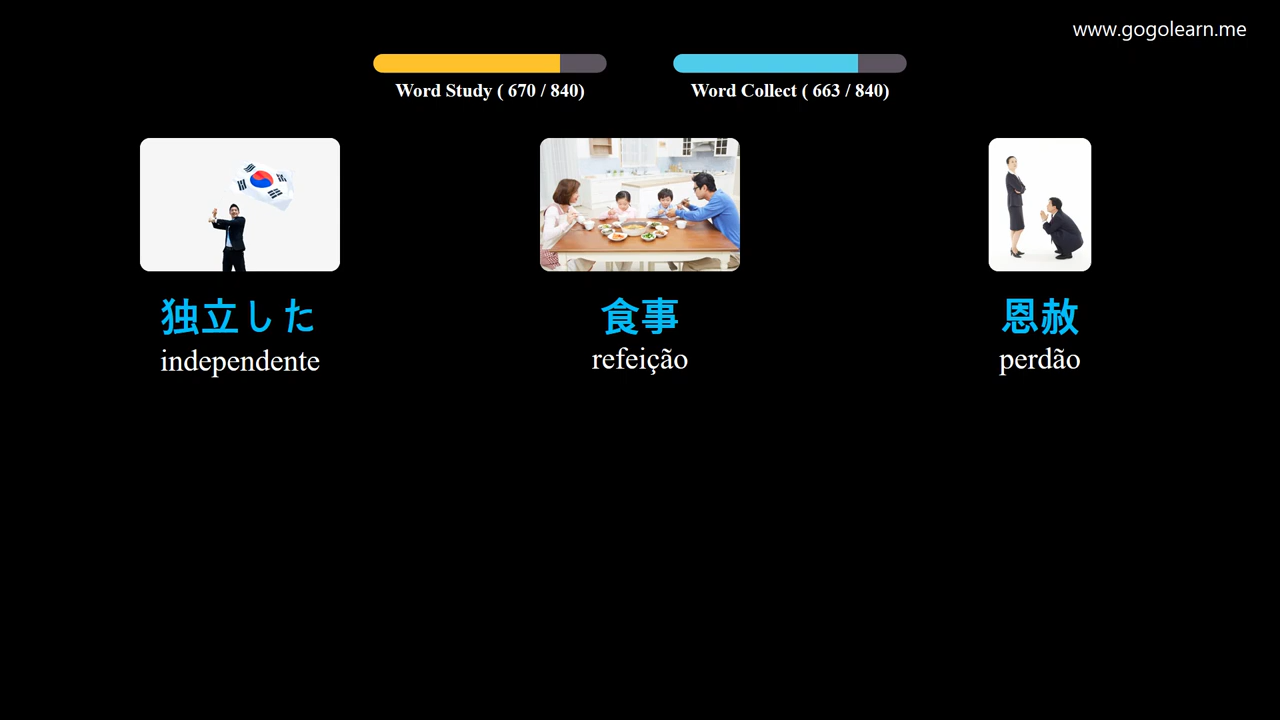 www.gogolearn.me
Word Study ( 670 / 840)
Word Collect ( 663 / 840)
独立した
independente
食事
refeição
恩赦
perdão